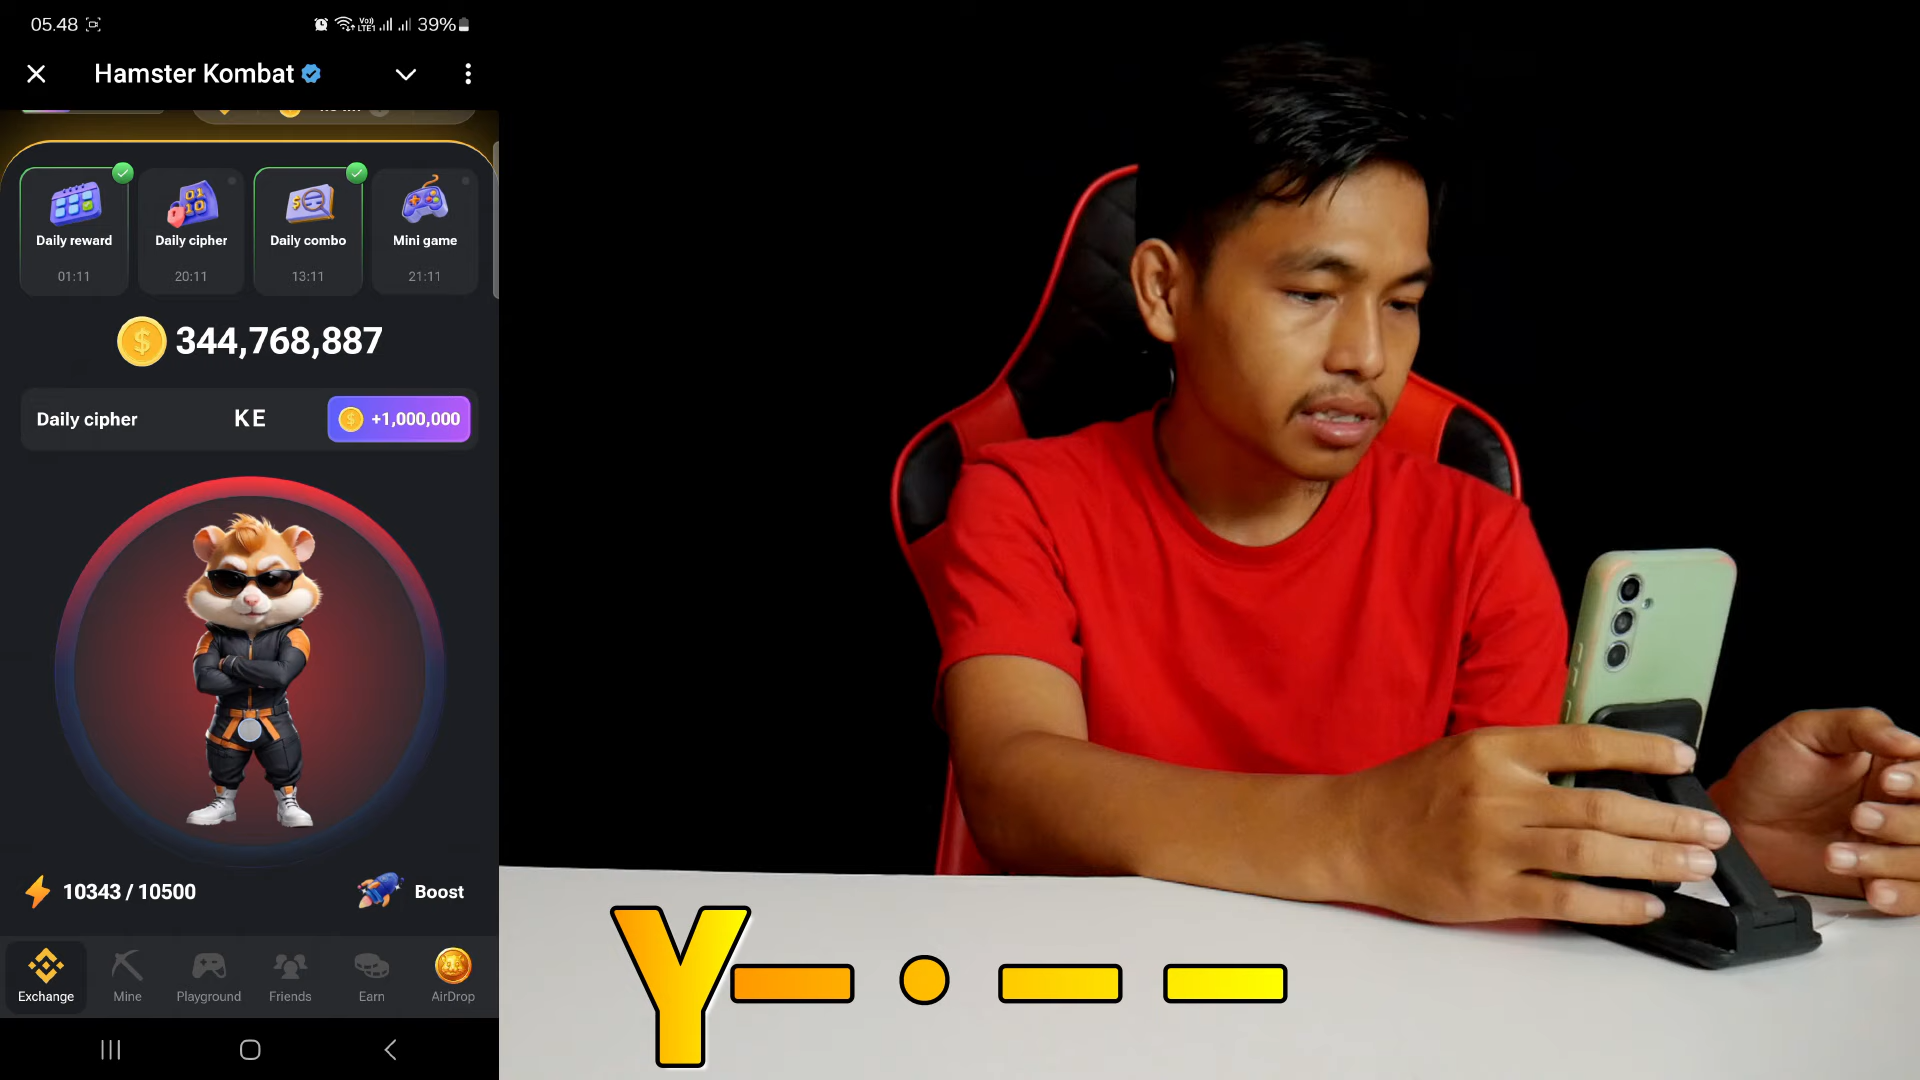 05.48
Vo))
LTE1
39%
Hamster Kombat
Daily reward
01:11
Daily cipher
20:11
Daily combo
13:11
Mini game
21:11
344,768,887
Daily cipher KE +1,000,000
10343 / 10500
Boost
Exchange
Mine
Playground
Friends
Earn
AirDrop
Y